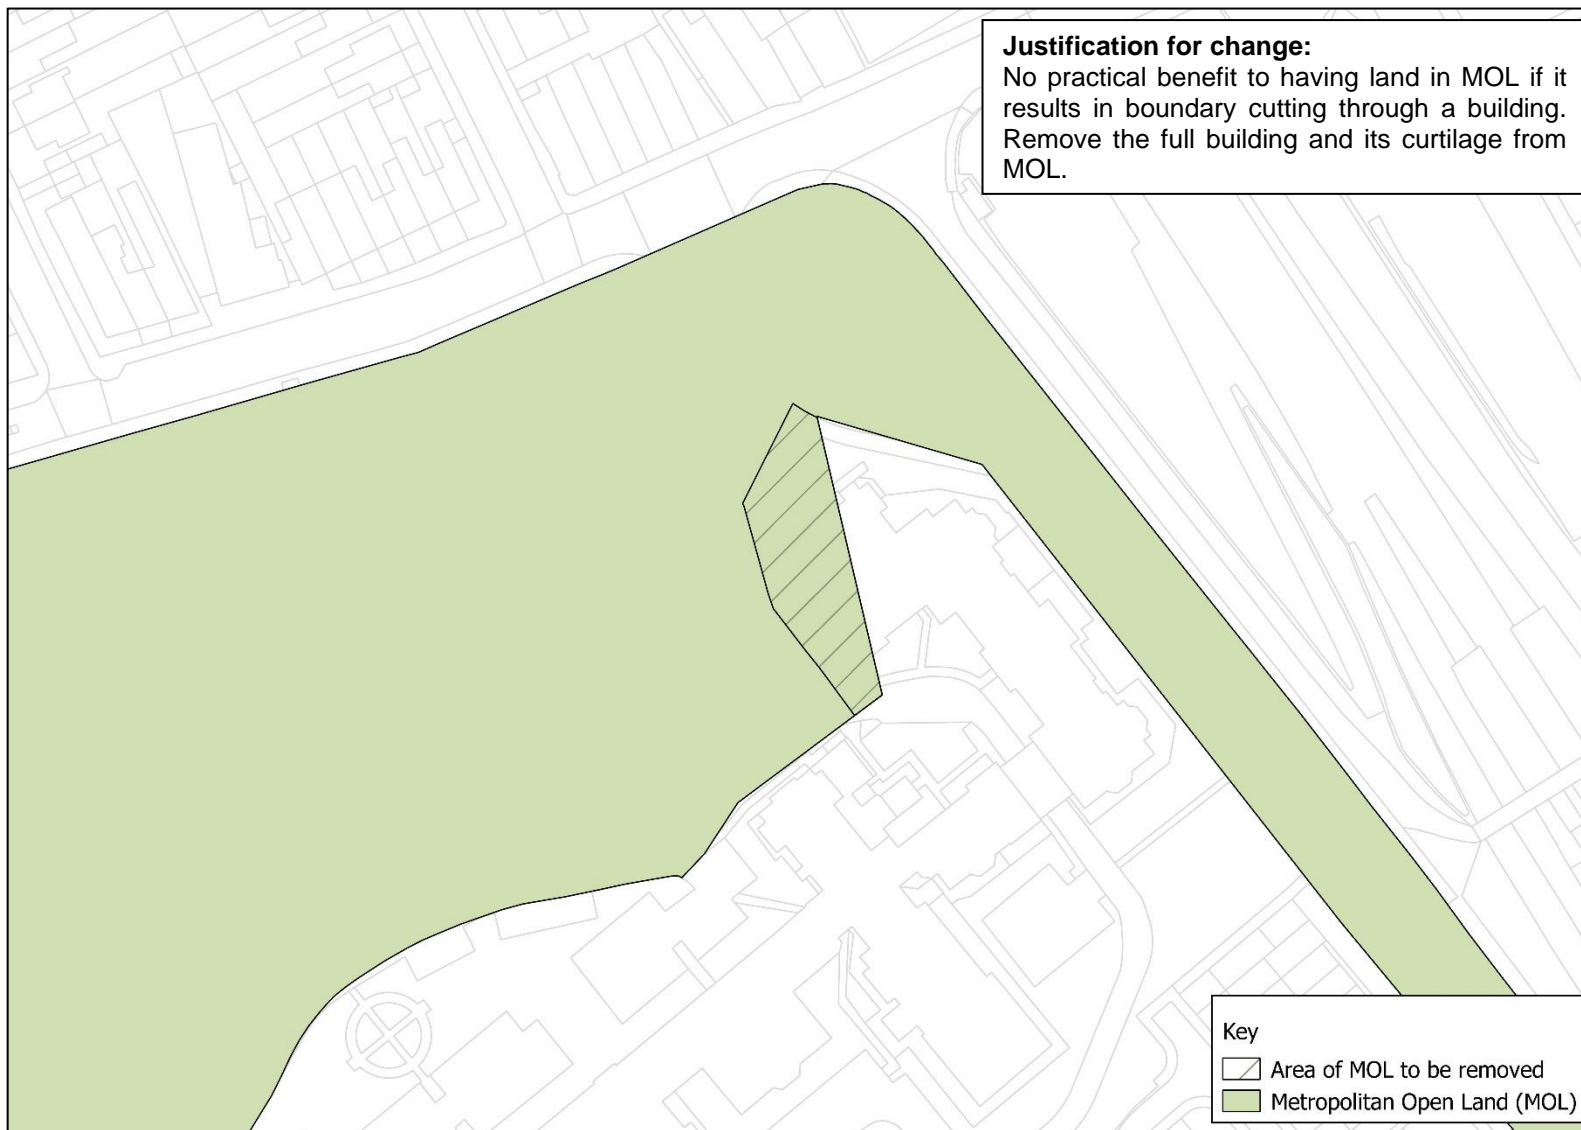 Justification for change:
No practical benefit to having land in MOL if it
results in boundary cutting through a building.
Remove the full building and its curtilage from
MOL.
Key
Area of MOL to be removed
Metropolitan Open Land (MOL)